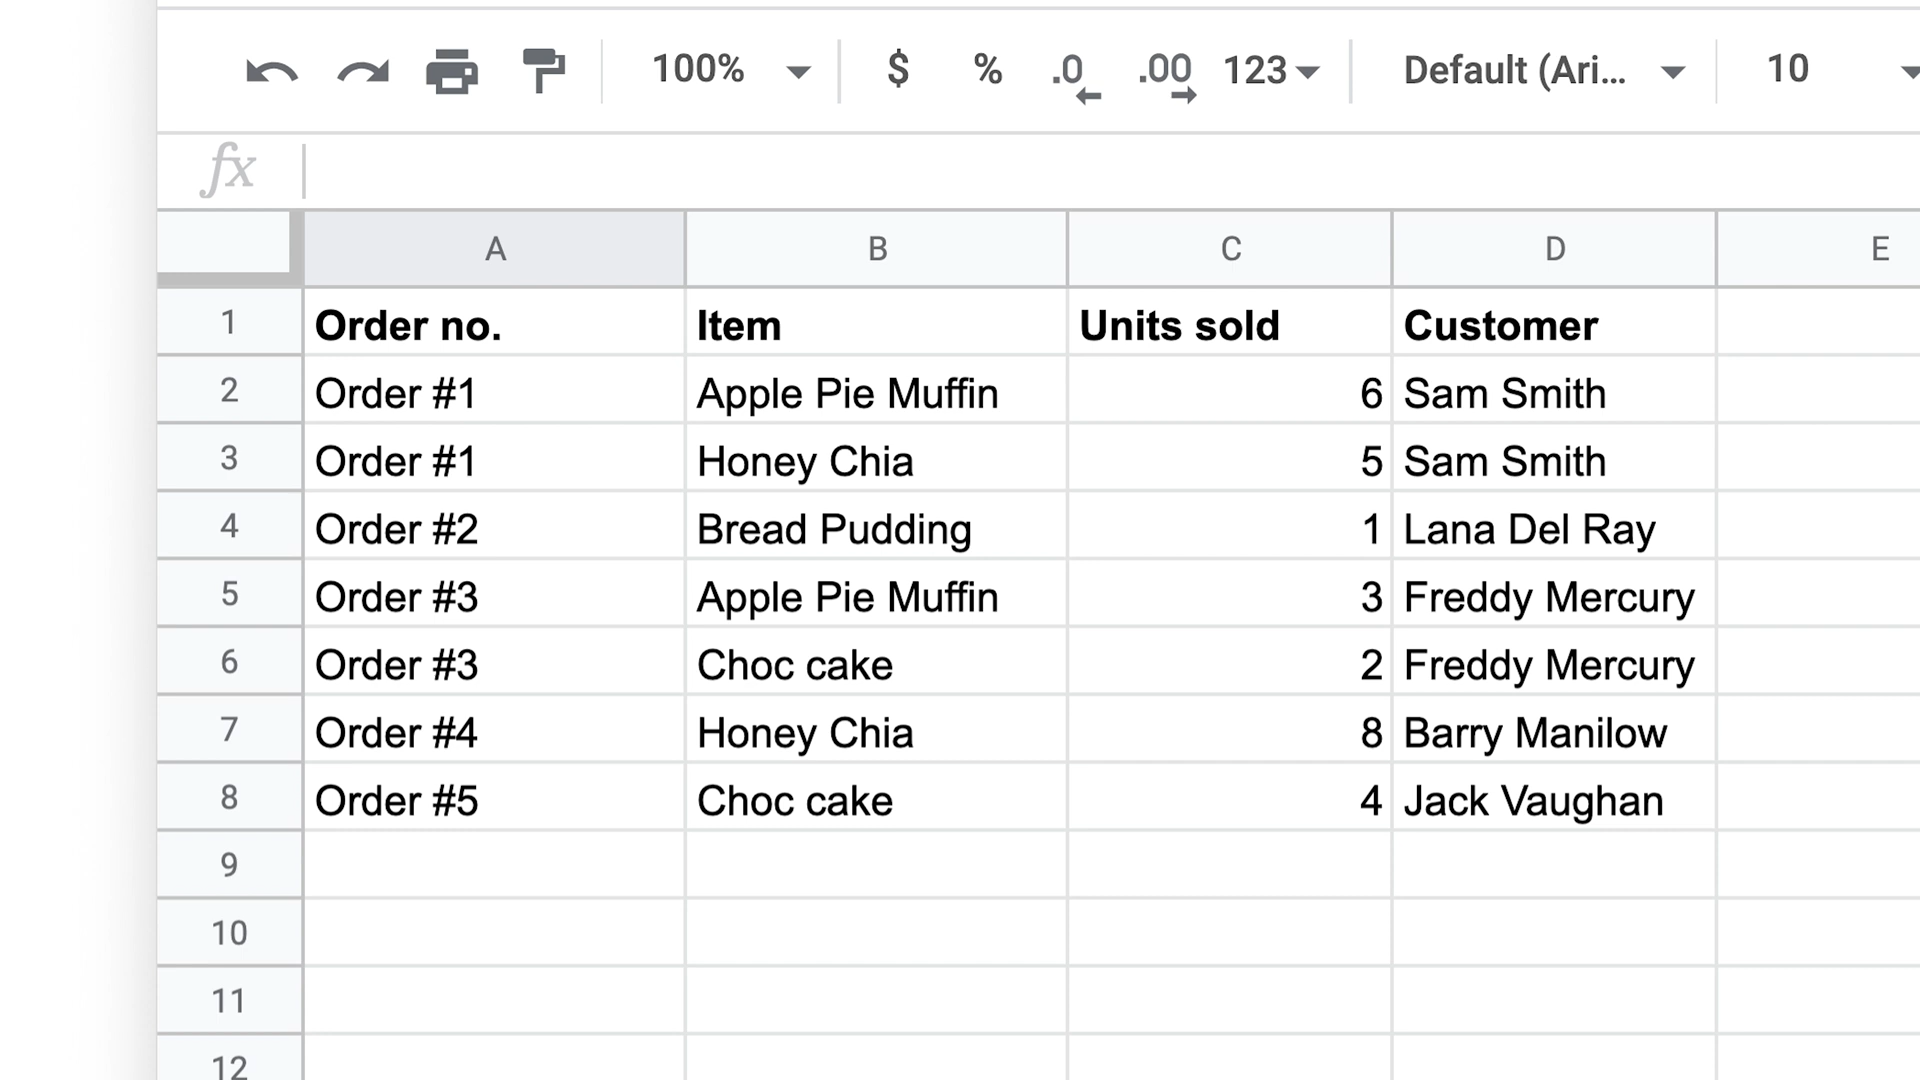 100% $ % .0 .00 123 Default (Ari... 10
fx
A B C D E
1 Order no. Item Units sold Customer
2 Order #1 Apple Pie Muffin 6 Sam Smith
3 Order #1 Honey Chia 5 Sam Smith
4 Order #2 Bread Pudding 1 Lana Del Ray
5 Order #3 Apple Pie Muffin 3 Freddy Mercury
6 Order #3 Choc cake 2 Freddy Mercury
7 Order #4 Honey Chia 8 Barry Manilow
8 Order #5 Choc cake 4 Jack Vaughan
9
10
11
12